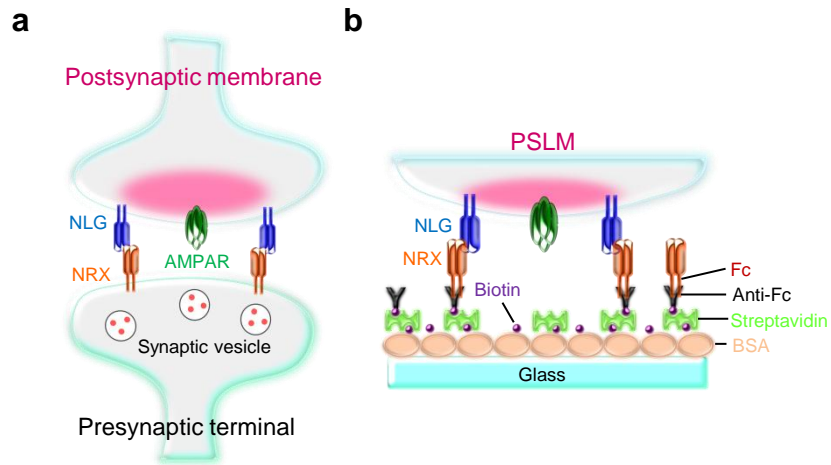 a
Postsynaptic membrane
NLG
NRX
AMPAR
Synaptic vesicle
Presynaptic terminal
b
PSLM
NLG
NRX
Biotin
Fc
Anti-Fc
Streptavidin
BSA
Glass